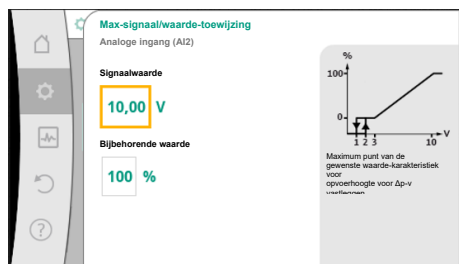 Max-signaal/waarde-toewijzing
Analoge ingang (AI2)
Signaalwaarde
10,00 V
Bijbehorende waarde
100 %
%
100
0
1 2 3 10 V
Maximum punt van de
gewenste waarde-karakteristiek
voor
opvoerhoogte voor Δp-v
vastleggen
?